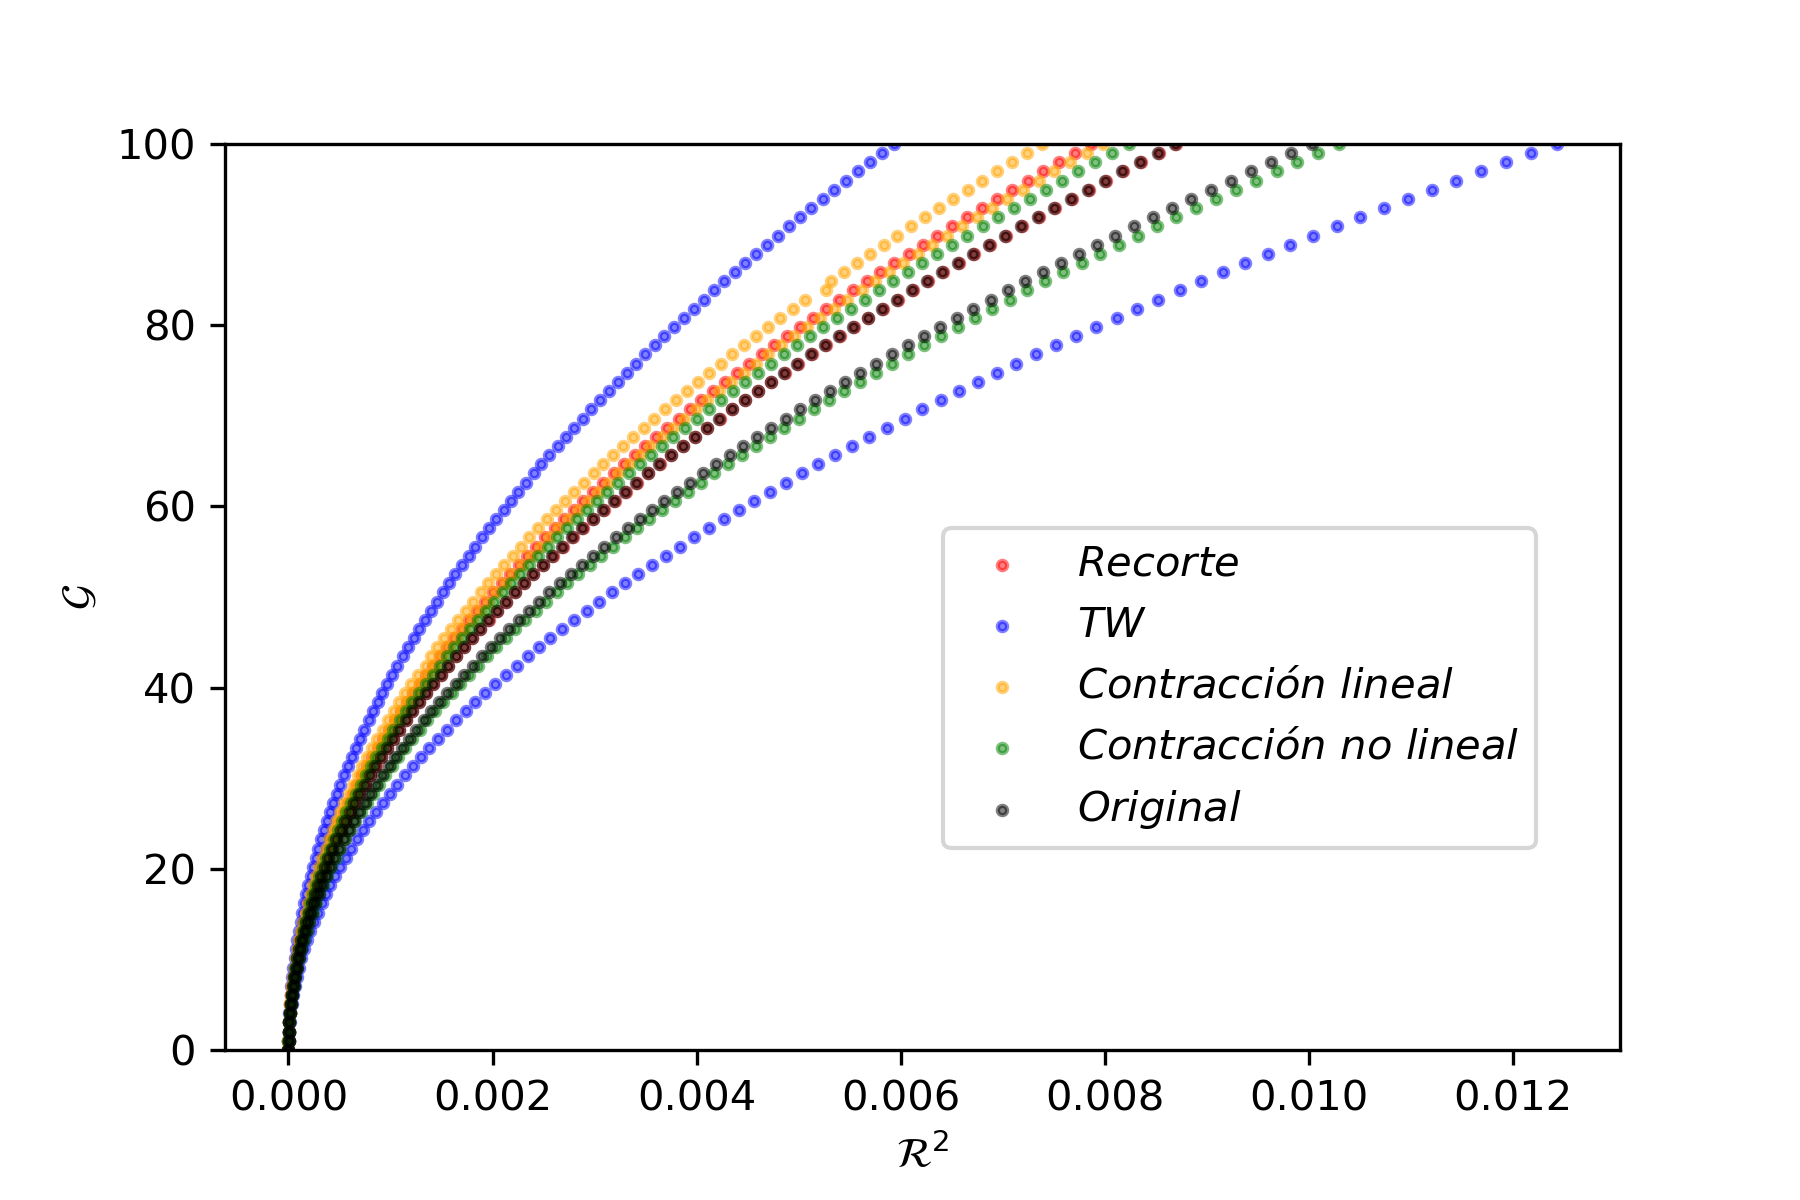 100
80
60
40
20
0
𝒢
Recorte
TW
Contracción lineal
Contracción no lineal
Original
0.000 0.002 0.004 0.006 0.008 0.010 0.012
ℛ²